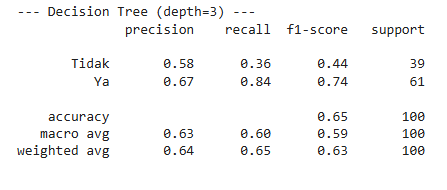 --- Decision Tree (depth=3) ---
precision recall f1-score support
Tidak 0.58 0.36 0.44 39
Ya 0.67 0.84 0.74 61
accuracy 0.65 100
macro avg 0.63 0.60 0.59 100
weighted avg 0.64 0.65 0.63 100